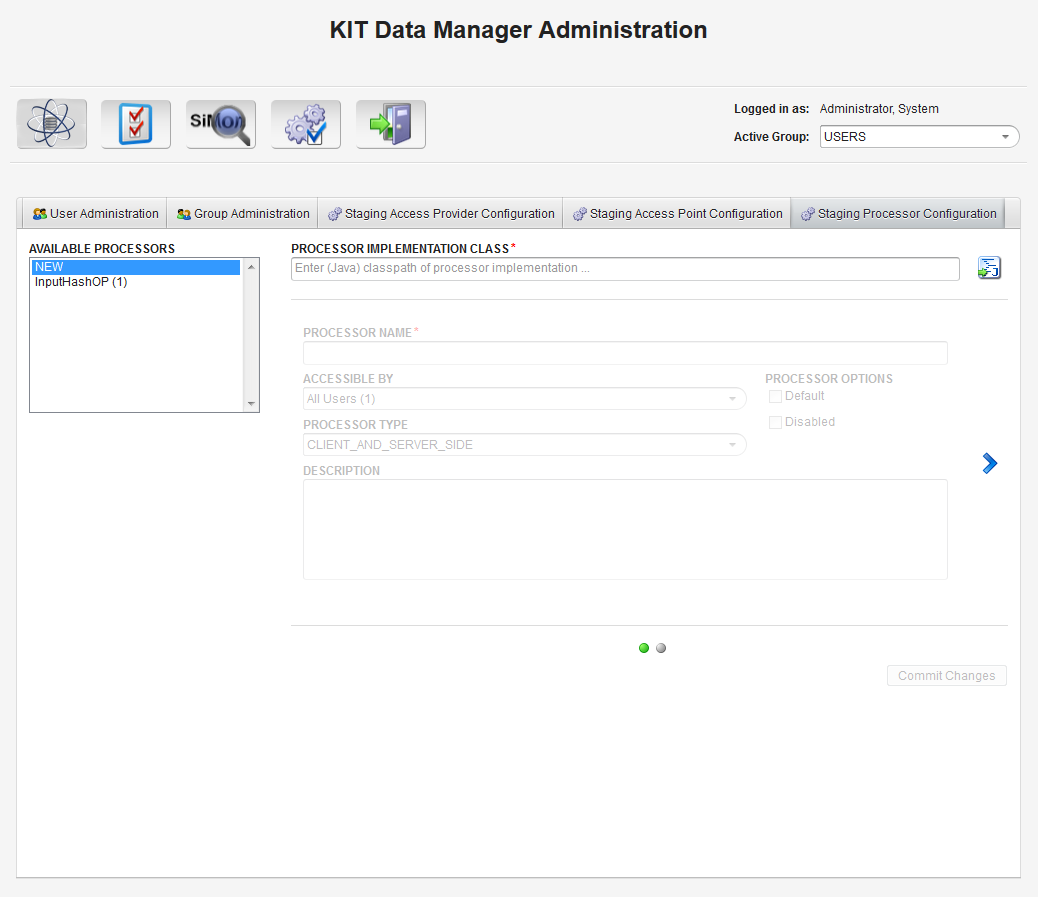 KIT Data Manager Administration
SiMon
Logged in as: Administrator, System
Active Group: USERS
User Administration
Group Administration
Staging Access Provider Configuration
Staging Access Point Configuration
Staging Processor Configuration
AVAILABLE PROCESSORS
NEW
InputHashOP (1)
PROCESSOR IMPLEMENTATION CLASS*
Enter (Java) classpath of processor implementation ...
PROCESSOR NAME*
ACCESSIBLE BY
All Users (1)
PROCESSOR OPTIONS
Default
Disabled
PROCESSOR TYPE
CLIENT_AND_SERVER_SIDE
DESCRIPTION
Commit Changes